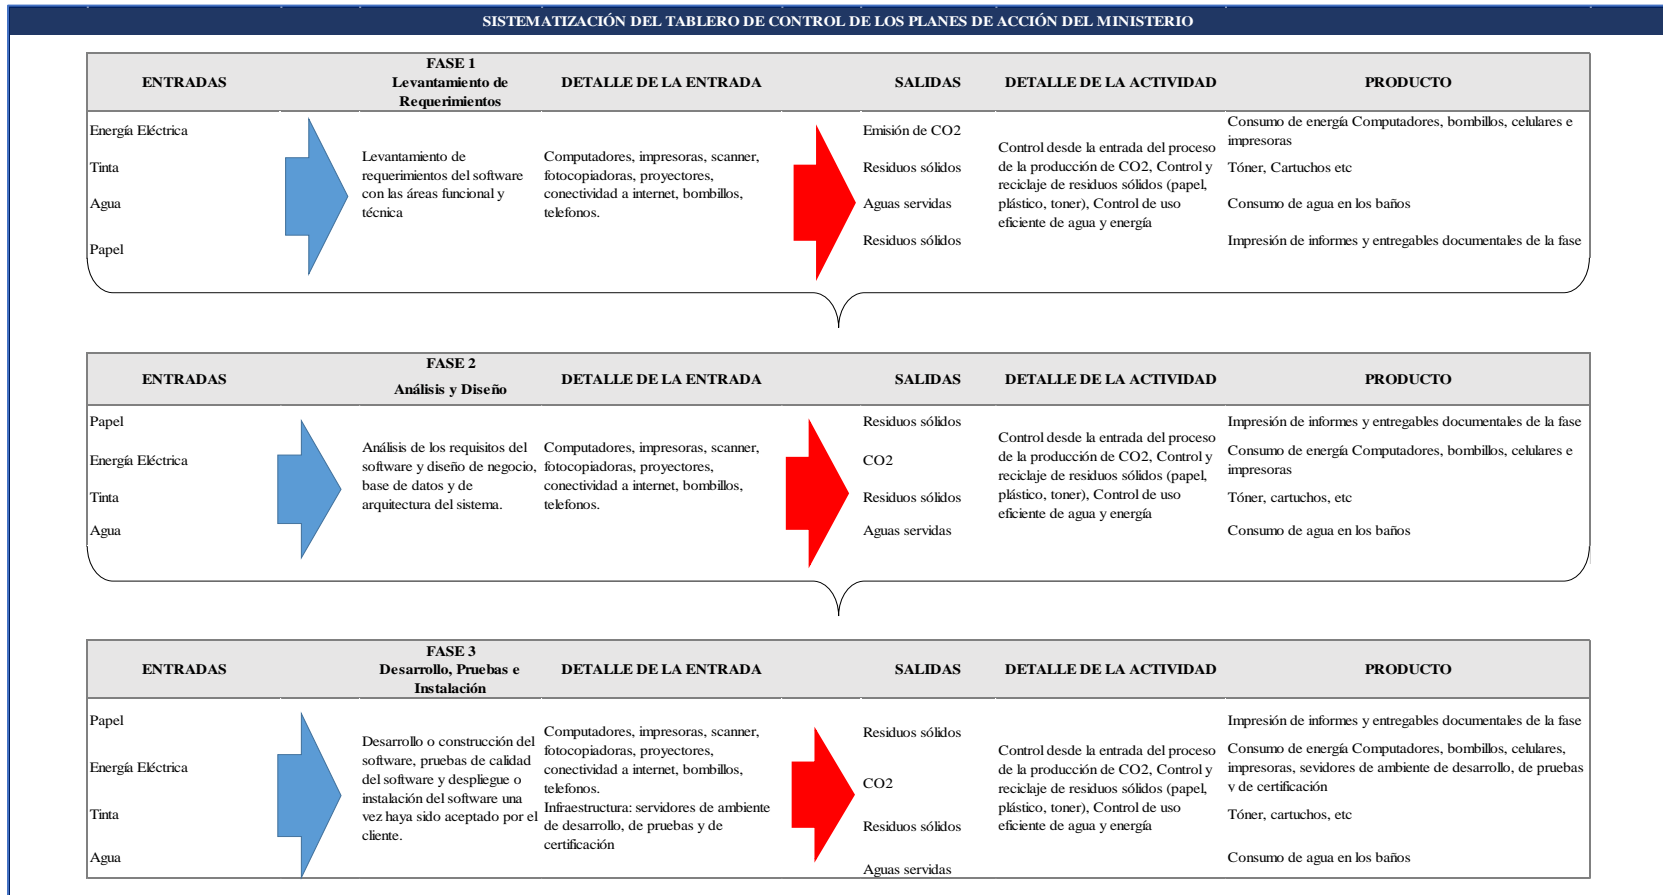 SISTEMATIZACIÓN DEL TABLERO DE CONTROL DE LOS PLANES DE ACCIÓN DEL MINISTERIO
ENTRADAS
FASE 1
Levantamiento de
Requerimientos
DETALLE DE LA ENTRADA
SALIDAS
DETALLE DE LA ACTIVIDAD
PRODUCTO
Energía Eléctrica
Tinta
Agua
Papel
Levantamiento de
requerimientos del software
con las áreas funcional y
técnica
Computadores, impresoras, scanner,
fotocopiadoras, proyectores,
conectividad a internet, bombillos,
telefonos.
Emisión de CO2
Residuos sólidos
Aguas servidas
Residuos sólidos
Control desde la entrada del proceso
de la producción de CO2, Control y
reciclaje de residuos sólidos (papel,
plástico, toner), Control de uso
eficiente de agua y energía
Consumo de energía Computadores, bombillos, celulares e
impresoras
Tóner, Cartuchos etc
Consumo de agua en los baños
Impresión de informes y entregables documentales de la fase
ENTRADAS
FASE 2
Análisis y Diseño
DETALLE DE LA ENTRADA
SALIDAS
DETALLE DE LA ACTIVIDAD
PRODUCTO
Papel
Energía Eléctrica
Tinta
Agua
Análisis de los requisitos del
software y diseño de negocio,
base de datos y de
arquitectura del sistema.
Computadores, impresoras, scanner,
fotocopiadoras, proyectores,
conectividad a internet, bombillos,
telefonos.
Residuos sólidos
CO2
Residuos sólidos
Aguas servidas
Control desde la entrada del proceso
de la producción de CO2, Control y
reciclaje de residuos sólidos (papel,
plástico, toner), Control de uso
eficiente de agua y energía
Impresión de informes y entregables documentales de la fase
Consumo de energía Computadores, bombillos, celulares e
impresoras
Tóner, cartuchos, etc
Consumo de agua en los baños
ENTRADAS
FASE 3
Desarrollo, Pruebas e
Instalación
DETALLE DE LA ENTRADA
SALIDAS
DETALLE DE LA ACTIVIDAD
PRODUCTO
Papel
Energía Eléctrica
Tinta
Agua
Desarrollo o construcción del
software, pruebas de calidad
del software y despliegue o
instalación del software una
vez haya sido aceptado por el
cliente.
Computadores, impresoras, scanner,
fotocopiadoras, proyectores,
conectividad a internet, bombillos,
telefonos.
Infraestructura: servidores de ambiente
de desarrollo, de pruebas y de
certificación
Residuos sólidos
CO2
Residuos sólidos
Aguas servidas
Control desde la entrada del proceso
de la producción de CO2, Control y
reciclaje de residuos sólidos (papel,
plástico, toner), Control de uso
eficiente de agua y energía
Impresión de informes y entregables documentales de la fase
Consumo de energía Computadores, bombillos, celulares,
impresoras, sevidores de ambiente de desarrollo, de pruebas
y de certificación
Tóner, cartuchos, etc
Consumo de agua en los baños